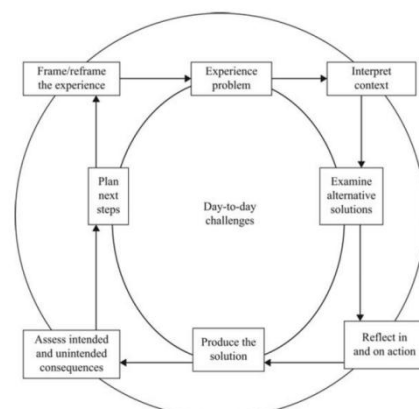 Frame/reframe
the experience
Experience
problem
Interpret
context
Plan
next
steps
Day-to-day
challenges
Examine
alternative
solutions
Assess intended
and unintended
consequences
Produce the
solution
Reflect in
and on action